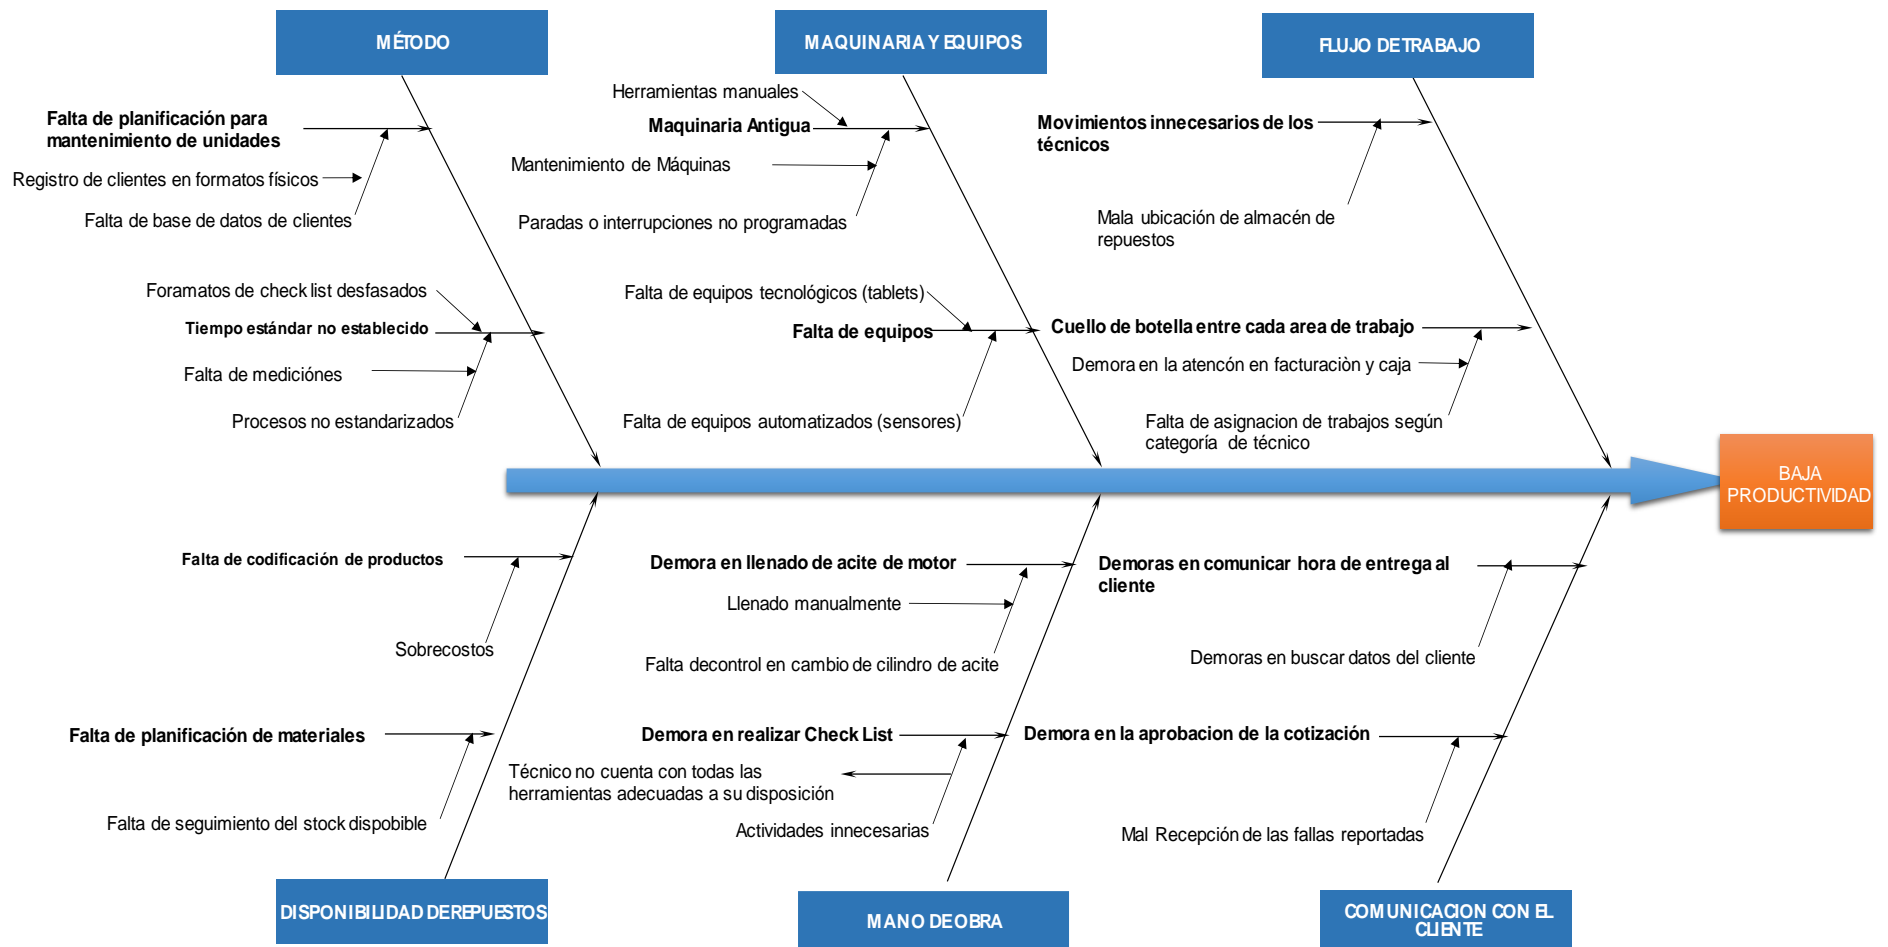 MÉTODO
MAQUINARIA Y EQUIPOS
FLUJO DE TRABAJO
Falta de planificación para
mantenimiento de unidades
Registro de clientes en formatos físicos
Falta de base de datos de clientes
Foramatos de check list desfasados
Tiempo estándar no establecido
Falta de mediciónes
Procesos no estandarizados
Herramientas manuales
Maquinaria Antigua
Mantenimiento de Máquinas
Paradas o interrupciones no programadas
Falta de equipos tecnológicos (tablets)
Falta de equipos
Falta de equipos automatizados (sensores)
Movimientos innecesarios de los
técnicos
Mala ubicación de almacén de
repuestos
Cuello de botella entre cada area de trabajo
Demora en la atencón en facturaciòn y caja
Falta de asignacion de trabajos según
categoría de técnico
BAJA
PRODUCTIVIDAD
Falta de codificación de productos
Sobrecostos
Falta de planificación de materiales
Falta de seguimiento del stock dispobible
Demora en llenado de acite de motor
Llenado manualmente
Falta decontrol en cambio de cilindro de acite
Demora en realizar Check List
Técnico no cuenta con todas las
herramientas adecuadas a su disposición
Actividades innecesarias
Demoras en comunicar hora de entrega al
cliente
Demoras en buscar datos del cliente
Demora en la aprobacion de la cotización
Mal Recepción de las fallas reportadas
DISPONIBILIDAD DE REPUESTOS
MANO DE OBRA
COMUNICACION CON EL
CLIENTE